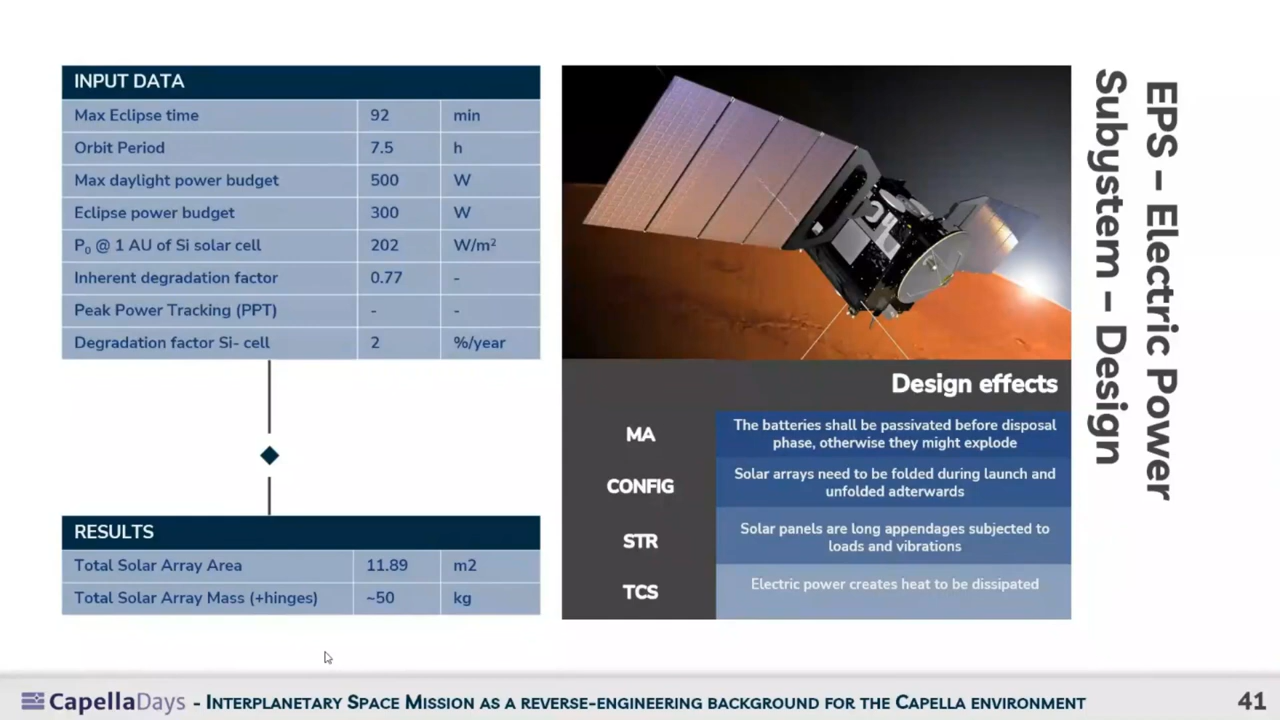 INPUT DATA
Max Eclipse time 92 min
Orbit Period 7.5 h
Max daylight power budget 500 W
Eclipse power budget 300 W
P₀ @ 1 AU of Si solar cell 202 W/m²
Inherent degradation factor 0.77 -
Peak Power Tracking (PPT) - -
Degradation factor Si- cell 2 %/year
RESULTS
Total Solar Array Area 11.89 m2
Total Solar Array Mass (+hinges) ~50 kg
Design effects
MA
The batteries shall be passivated before disposal
phase, otherwise they might explode
CONFIG
Solar arrays need to be folded during launch and
unfolded adterwards
STR
Solar panels are long appendages subjected to
loads and vibrations
TCS
Electric power creates heat to be dissipated
EPS – Electric Power
Subystem – Design
CapellaDays - Interplanetary Space Mission as a reverse-engineering background for the Capella environment
41